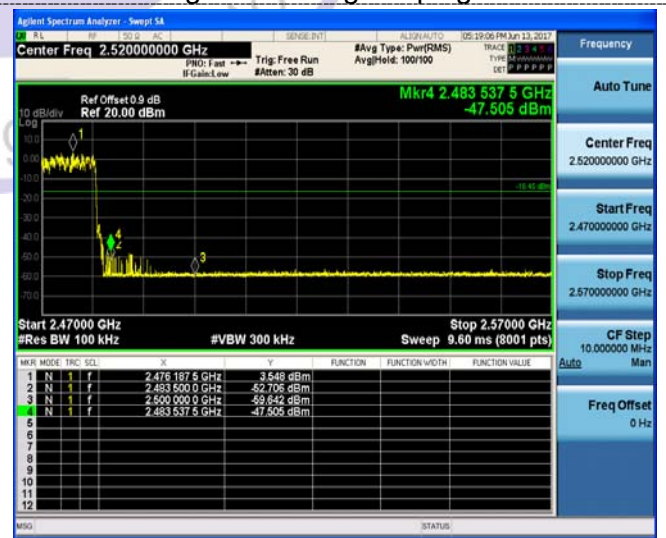 Agilent Spectrum Analyzer - Swept SA
RL RF 50 Ω AC SENSE:INT ALIGN AUTO 05:19:06 PM Jun 13, 2017
Center Freq 2.520000000 GHz
#Avg Type: Pwr(RMS)
TRACE 1 2 3 4 5 6
PNO: Fast Trig: Free Run
Avg|Hold: 100/100
TYPE
IFGain:Low #Atten: 30 dB
DET P P P P P P
Frequency
Auto Tune
Mkr4 2.483 537 5 GHz
-47.505 dBm
Ref Offset 0.9 dB
10 dB/div Ref 20.00 dBm
Log
10.0
0.00
-10.0
-20.0
-30.0
-40.0
-50.0
-60.0
-70.0
1
4
2
3
-16.45 dBm
Center Freq
2.520000000 GHz
Start Freq
2.470000000 GHz
Stop Freq
2.570000000 GHz
CF Step
10.000000 MHz
Auto Man
Freq Offset
0 Hz
Start 2.47000 GHz Stop 2.57000 GHz
#Res BW 100 kHz #VBW 300 kHz Sweep 9.60 ms (8001 pts)
MKR MODE TRC SCL X Y FUNCTION FUNCTION WIDTH FUNCTION VALUE
1 N 1 f 2.476 187 5 GHz 3.548 dBm
2 N 1 f 2.483 500 0 GHz -52.706 dBm
3 N 1 f 2.500 000 0 GHz -59.642 dBm
4 N 1 f 2.483 537 5 GHz -47.505 dBm
5
6
7
8
9
10
11
12
MSG STATUS